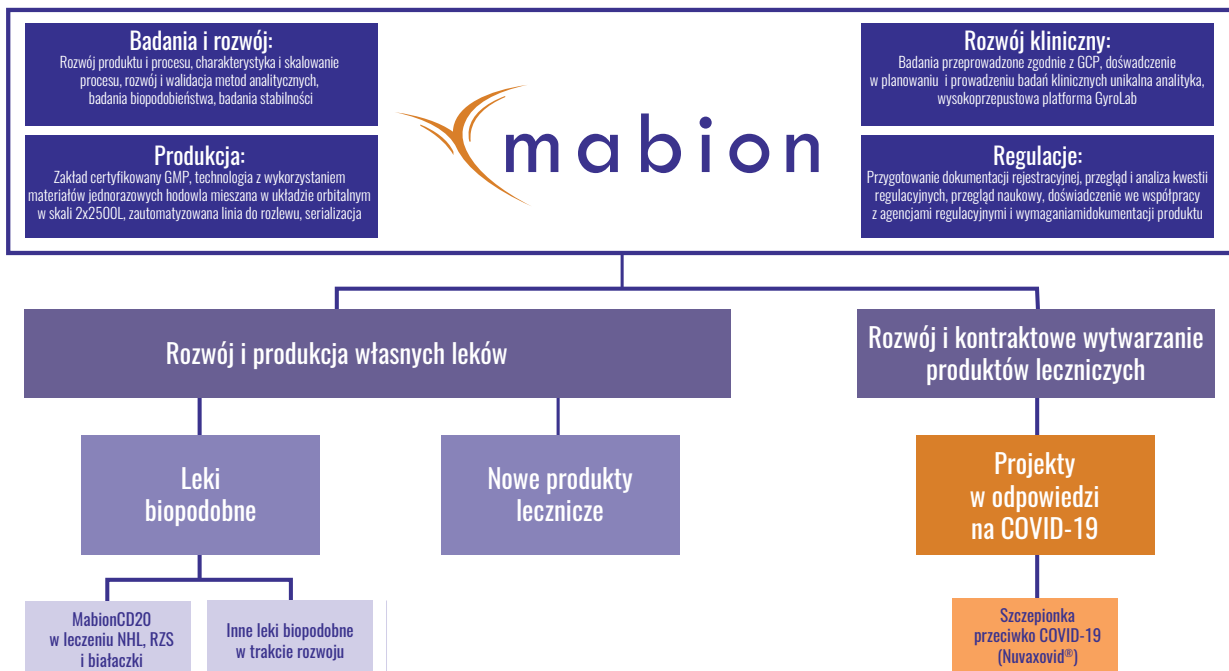 Badania i rozwój:
Rozwój produktu i procesu, charakterystyka i skalowanie
procesu, rozwój i walidacja metod analitycznych,
badania biopodobieństwa, badania stabilności
Produkcja:
Zakład certyfikowany GMP, technologia z wykorzystaniem
materiałów jednorazowych hodowla mieszana w układzie orbitalnym
w skali 2x2500L, zautomatyzowana linia do rozlewu, serializacja
mabion
Rozwój kliniczny:
Badania przeprowadzone zgodnie z GCP, doświadczenie
w planowaniu i prowadzeniu badań klinicznych unikalna analityka,
wysokoprzepustowa platforma GyroLab
Regulacje:
Przygotowanie dokumentacji rejestracyjnej, przegląd i analiza kwestii
regulacyjnych, przegląd naukowy, doświadczenie we współpracy
z agencjami regulacyjnymi i wymaganiamidokumentacji produktu
Rozwój i produkcja własnych leków
Rozwój i kontraktowe wytwarzanie
produktów leczniczych
Leki
biopodobne
Nowe produkty
lecznicze
Projekty
w odpowiedzi
na COVID-19
MabionCD20
w leczeniu NHL, RZS
i białaczki
Inne leki biopodobne
w trakcie rozwoju
Szczepionka
przeciwko COVID-19
(Nuvaxovid®)